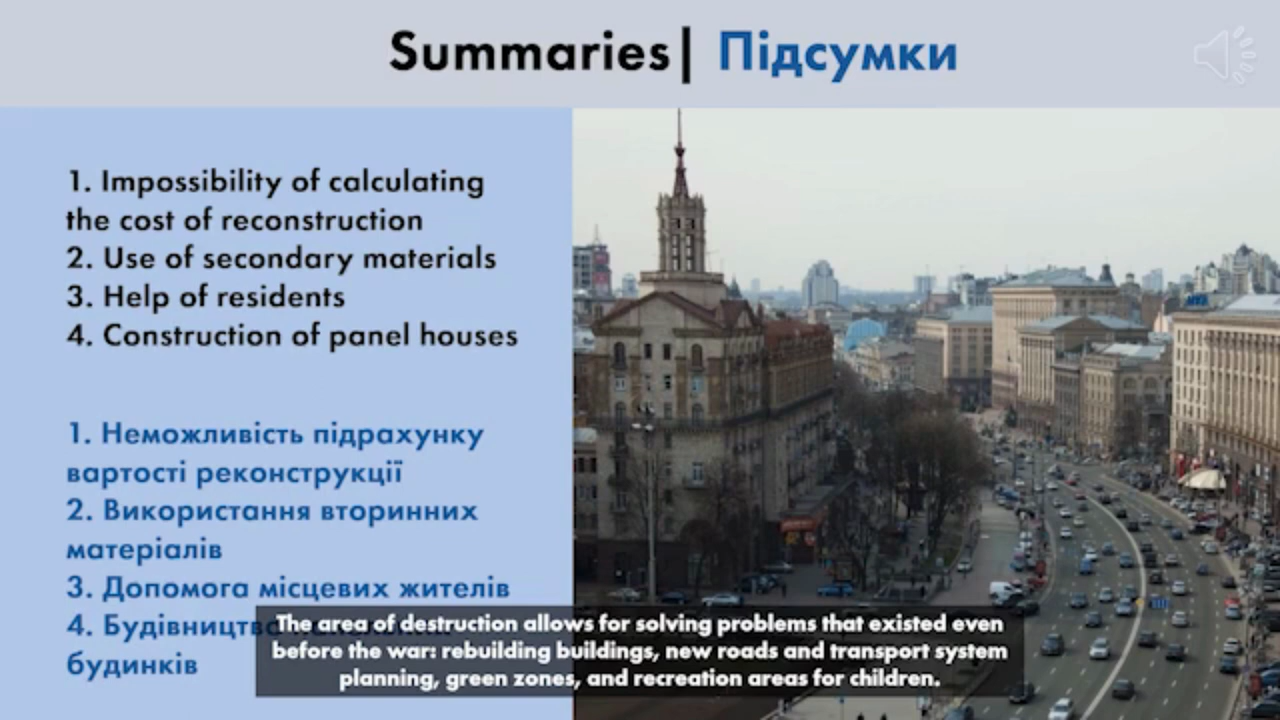 Summaries| Підсумки
1. Impossibility of calculating
the cost of reconstruction
2. Use of secondary materials
3. Help of residents
4. Construction of panel houses
1. Неможливість підрахунку
вартості реконструкції
2. Використання вторинних
матеріалів
3. Допомога місцевих жителів
4. Будівництво
будинків
The area of destruction allows for solving problems that existed even
before the war: rebuilding buildings, new roads and transport system
planning, green zones, and recreation areas for children.